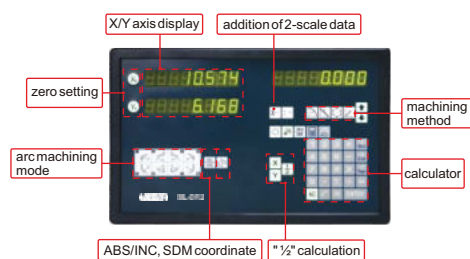 X/Y axis display
addition of 2-scale data
10.574
0.000
zero setting
6.168
machining
method
arc machining
mode
X
Y
calculator
ABS/INC, SDM coordinate
" ½" calculation